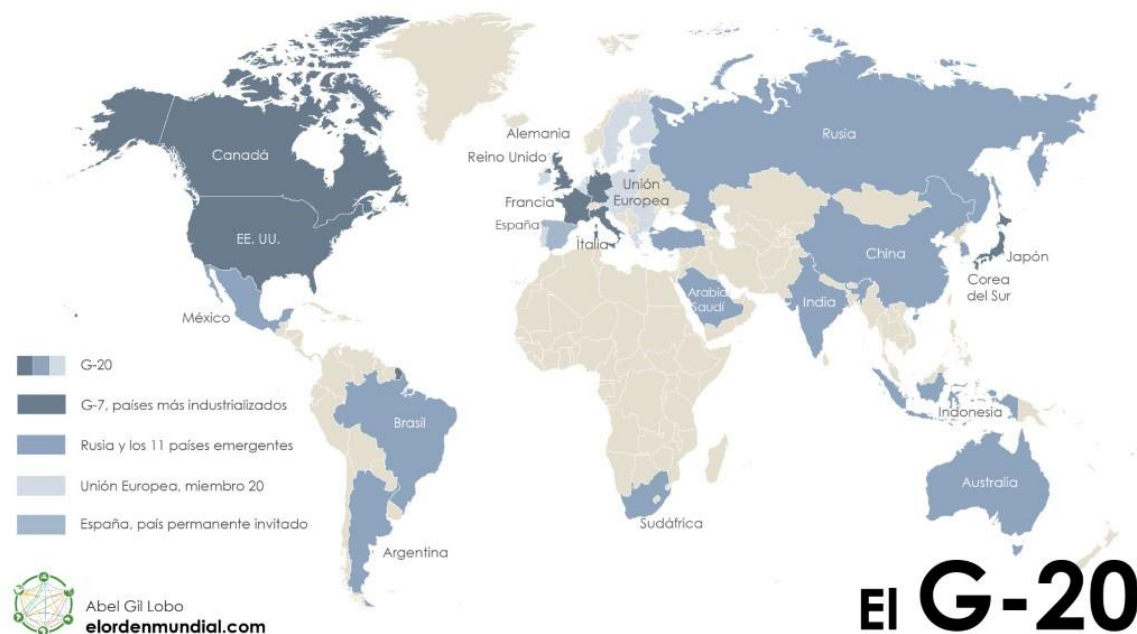 Canadá
EE. UU.
México
Alemania
Reino Unido
Francia
España
Italia
Unión
Europea
Rusia
China
Japón
Corea
del Sur
India
Arabia
Saudí
Indonesia
Australia
Brasil
Argentina
Sudáfrica
G-20
G-7, países más industrializados
Rusia y los 11 países emergentes
Unión Europea, miembro 20
España, país permanente invitado
Abel Gil Lobo
elordenmundial.com
El G-20